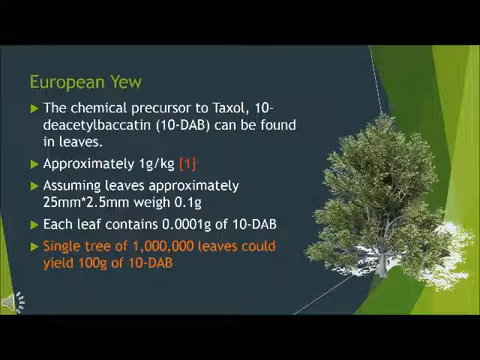 European Yew
The chemical precursor to Taxol, 10-
deacetylbaccatin (10-DAB) can be found
in leaves.
Approximately 1g/kg [1]
Assuming leaves approximately
25mm*2.5mm weigh 0.1g
Each leaf contains 0.0001g of 10-DAB
Single tree of 1,000,000 leaves could
yield 100g of 10-DAB